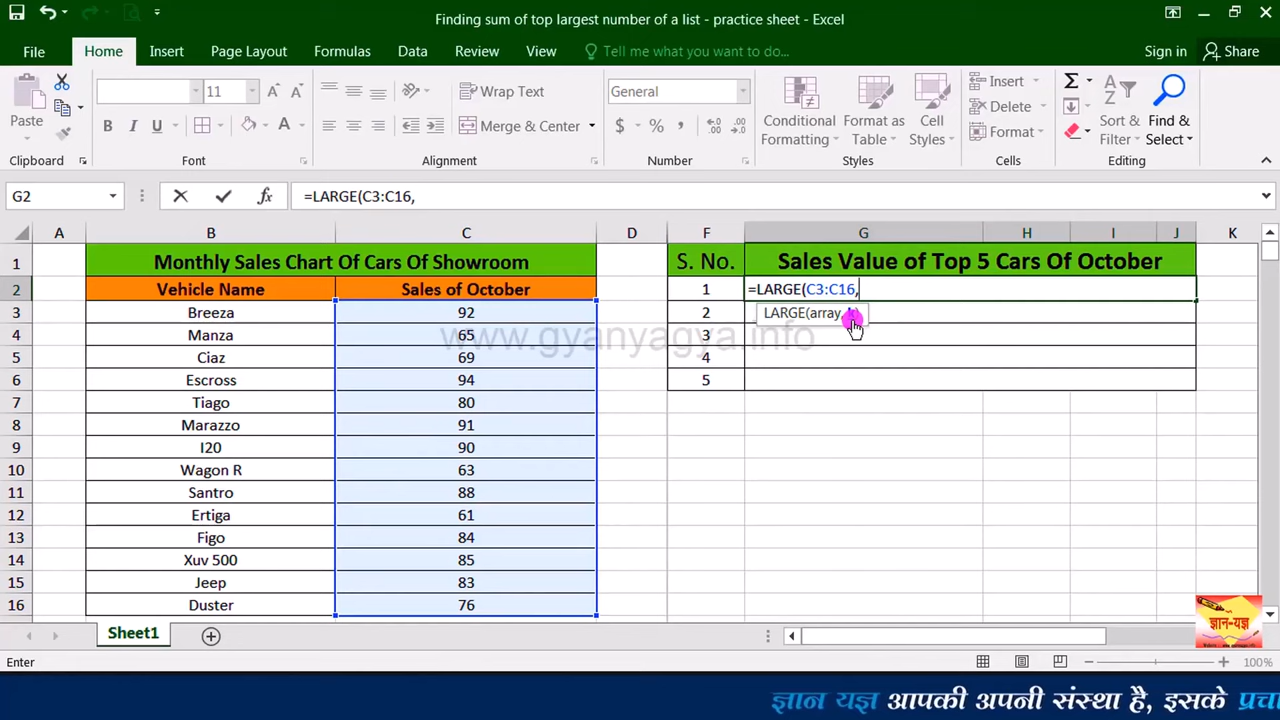 Finding sum of top largest number of a list - practice sheet - Excel
File Home Insert Page Layout Formulas Data Review View Tell me what you want to do... Sign in Share
Paste
Clipboard
11
B I U A
Font
Wrap Text
Merge & Center
Alignment
General
$ % ,
Number
Conditional Formatting
Format as Table
Cell Styles
Styles
Insert
Delete
Format
Cells
Sort & Filter
Find & Select
Editing
G2 fx =LARGE(C3:C16,
A B C D F G H I J K
1 Monthly Sales Chart Of Cars Of Showroom S. No. Sales Value of Top 5 Cars Of October
2 Vehicle Name Sales of October 1 =LARGE(C3:C16,
3 Breeza 92 2 LARGE(array,
4 Manza 65 3
www.gyanyagya.info
5 Ciaz 69 4
6 Escross 94 5
7 Tiago 80
8 Marazzo 91
9 I20 90
10 Wagon R 63
11 Santro 88
12 Ertiga 61
13 Figo 84
14 Xuv 500 85
15 Jeep 83
16 Duster 76
ज्ञान-यज्ञ
Sheet1
Enter 100%
ज्ञान यज्ञ आपकी अपनी संस्था है, इसके